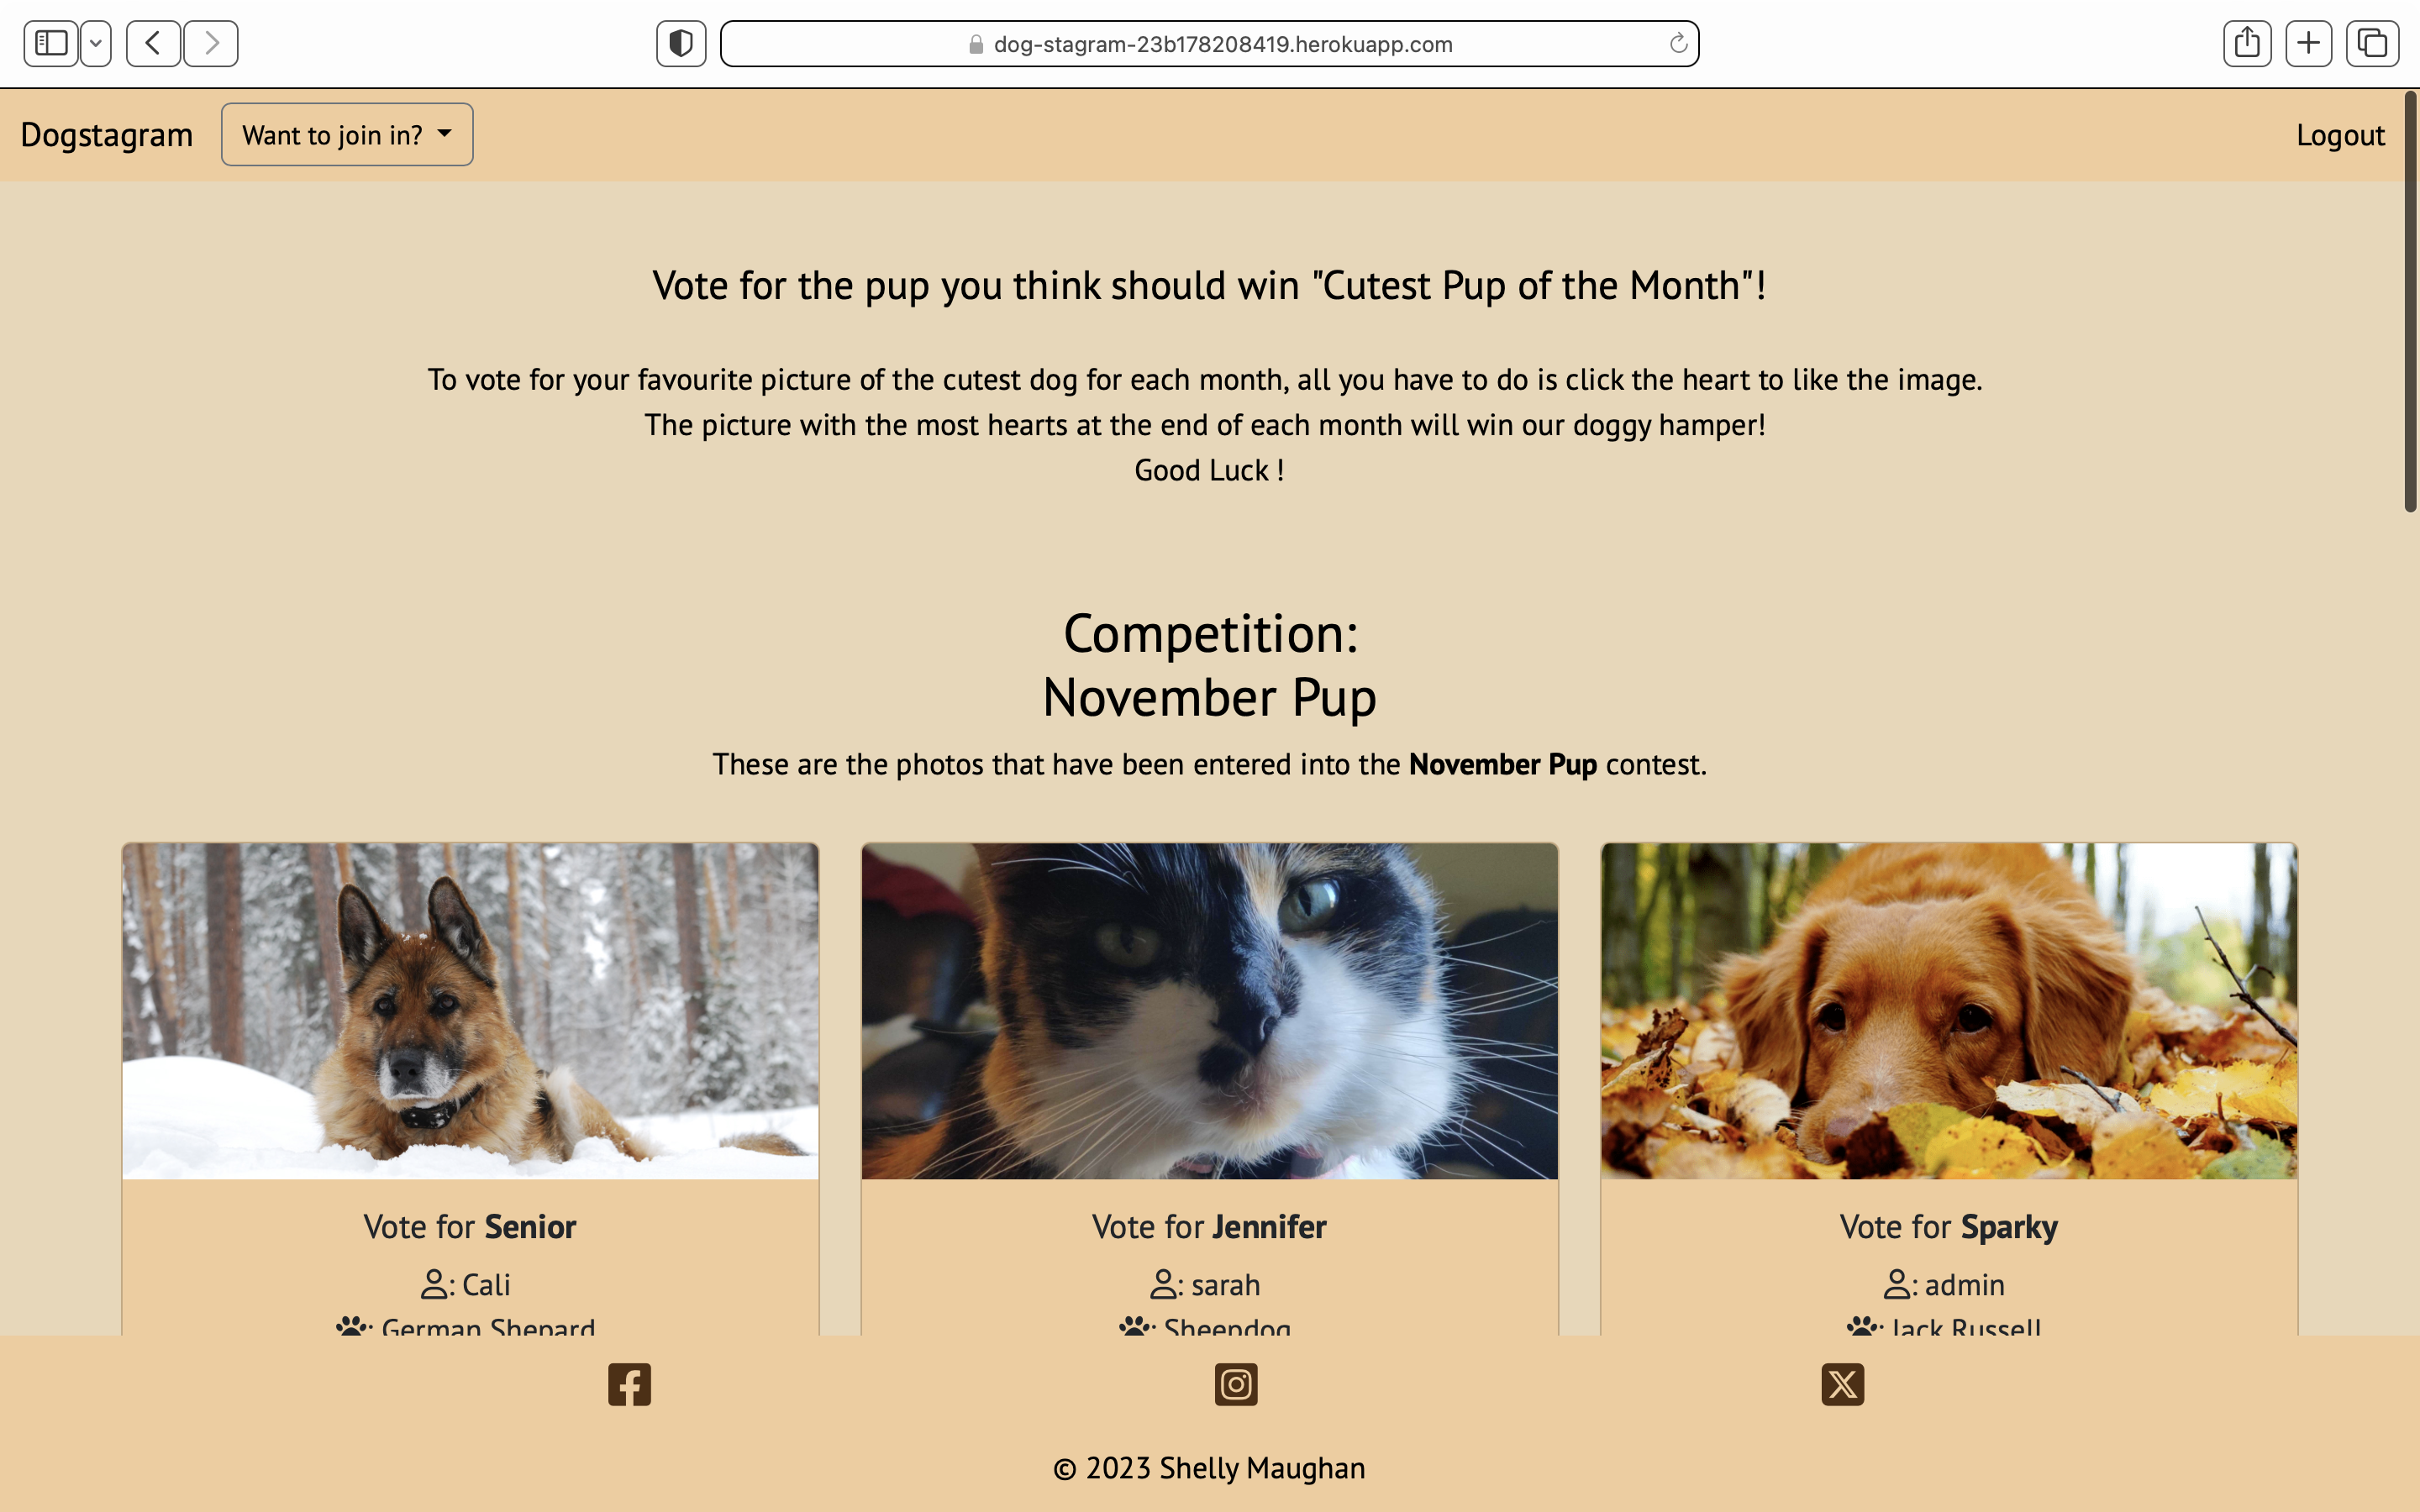 dog-stagram-23b178208419.herokuapp.com
Dogstagram Want to join in? Logout
Vote for the pup you think should win "Cutest Pup of the Month"!
To vote for your favourite picture of the cutest dog for each month, all you have to do is click the heart to like the image.
The picture with the most hearts at the end of each month will win our doggy hamper!
Good Luck !
Competition:
November Pup
These are the photos that have been entered into the November Pup contest.
Vote for Senior
: Cali
: German Shepard
Vote for Jennifer
: sarah
: Sheepdog
Vote for Sparky
: admin
: Jack Russell
© 2023 Shelly Maughan